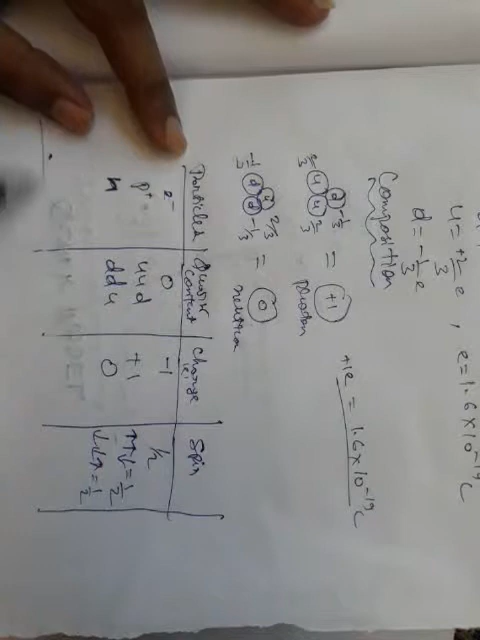 u = +2/3 e , e = 1.6 × 10⁻¹⁹ C
d = -1/3 e
Composition
d -1/3
2/3 u u 2/3 = +1
proton
+1e = 1.6 × 10⁻¹⁹ C
u 2/3
-1/3 d d -1/3 = 0
neutron
Particles Quark content Charge (e) Spin
e⁻ 0 -1 1/2
p⁺ uud +1 ↑↑↓ = 1/2
n ddu 0 ↓↓↑ = 1/2